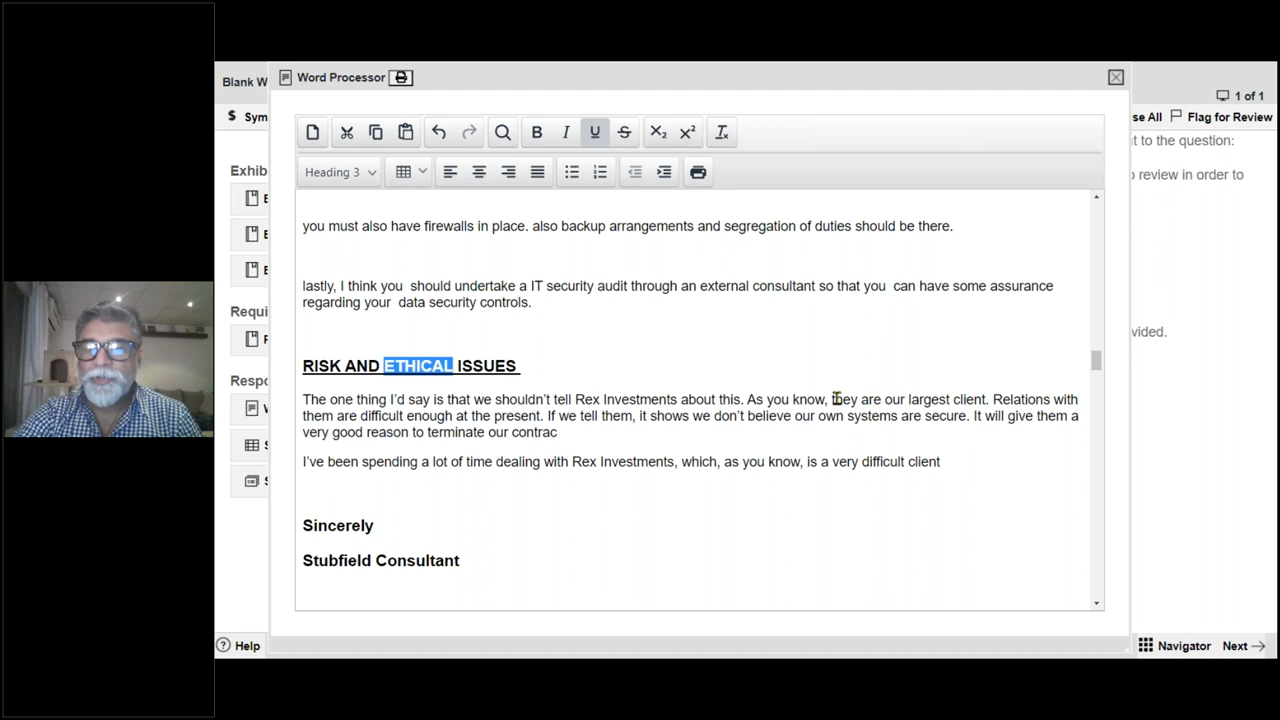 Blank W
Word Processor
1 of 1
$ Sym
se All
Flag for Review
B I U S X₂ X² Tx
Heading 3
Exhib
E
E
E
Requi
F
Respo
W
S
S
t to the question:
o review in order to
vided.
you must also have firewalls in place. also backup arrangements and segregation of duties should be there.
lastly, I think you should undertake a IT security audit through an external consultant so that you can have some assurance
regarding your data security controls.
RISK AND ETHICAL ISSUES
The one thing I'd say is that we shouldn't tell Rex Investments about this. As you know, they are our largest client. Relations with
them are difficult enough at the present. If we tell them, it shows we don't believe our own systems are secure. It will give them a
very good reason to terminate our contrac
I've been spending a lot of time dealing with Rex Investments, which, as you know, is a very difficult client
Sincerely
Stubfield Consultant
Help
Navigator
Next